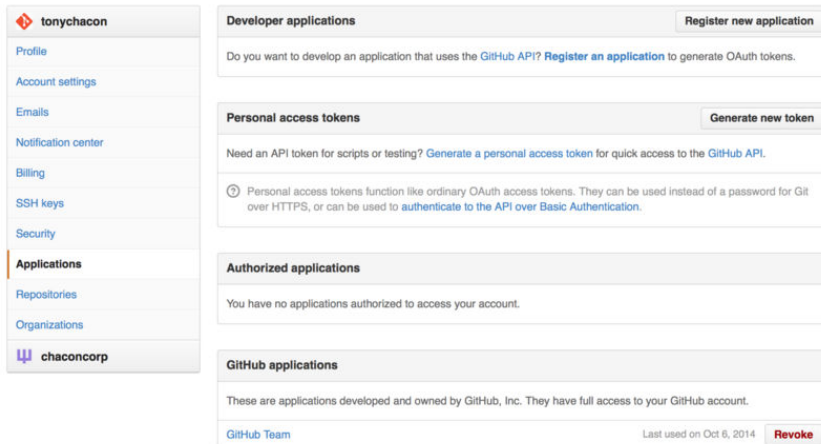 tonychacon
Profile
Account settings
Emails
Notification center
Billing
SSH keys
Security
Applications
Repositories
Organizations
chaconcorp
Developer applications
Register new application
Do you want to develop an application that uses the GitHub API? Register an application to generate OAuth tokens.
Personal access tokens
Generate new token
Need an API token for scripts or testing? Generate a personal access token for quick access to the GitHub API.
Personal access tokens function like ordinary OAuth access tokens. They can be used instead of a password for Git
over HTTPS, or can be used to authenticate to the API over Basic Authentication.
Authorized applications
You have no applications authorized to access your account.
GitHub applications
These are applications developed and owned by GitHub, Inc. They have full access to your GitHub account.
GitHub Team
Last used on Oct 6, 2014
Revoke